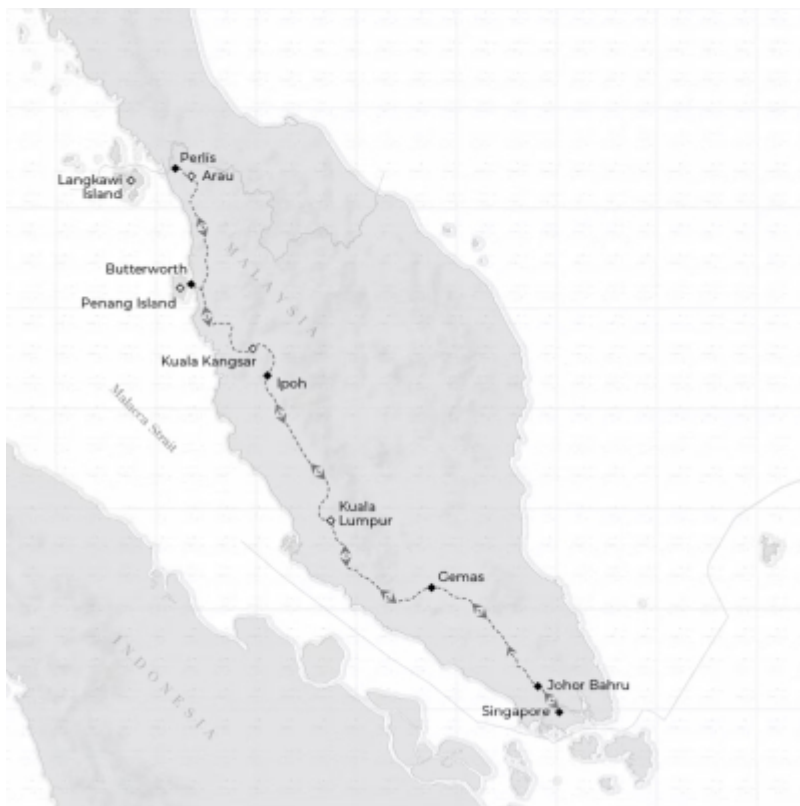 Perlis
Arau
Langkawi
Island
MALAYSIA
Butterworth
Penang Island
Kuala Kangsar
Ipoh
Malacca Strait
Kuala
Lumpur
Gemas
INDONESIA
Johor Bahru
Singapore